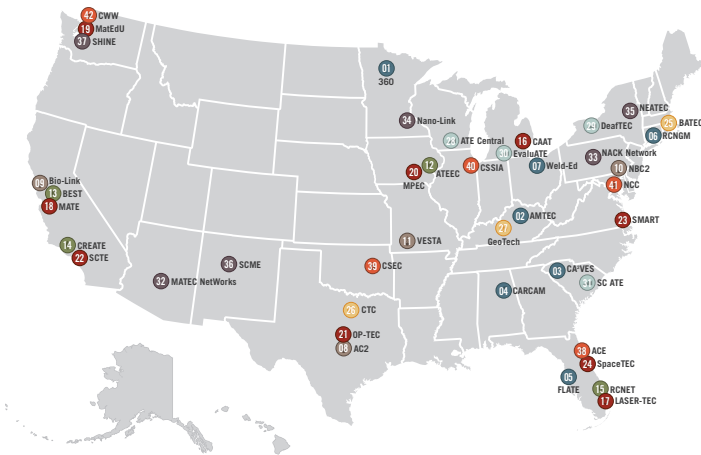 42 CWW
19 MatEdU
37 SHINE
01
360
34 Nano-Link
ATE Central
30 EvaluATE
16 CAAT
35 NEATEC
29 DeafTEC
25 BATEC
06 RCNGM
33 NACK Network
10 NBC2
41 NCC
07 Weld-Ed
40 CSSIA
12 ATEEC
20
MPEC
09 Bio-Link
13 BEST
18 MATE
14 CREATE
22 SCTE
36 SCME
32 MATEC NetWorks
11 VESTA
39 CSEC
02 AMTEC
27
GeoTech
23 SMART
03 CA²VES
31 SC ATE
04 CARCAM
26 CTC
21 OP-TEC
08 AC2
38 ACE
24 SpaceTEC
05
FLATE
15 RCNET
17 LASER-TEC